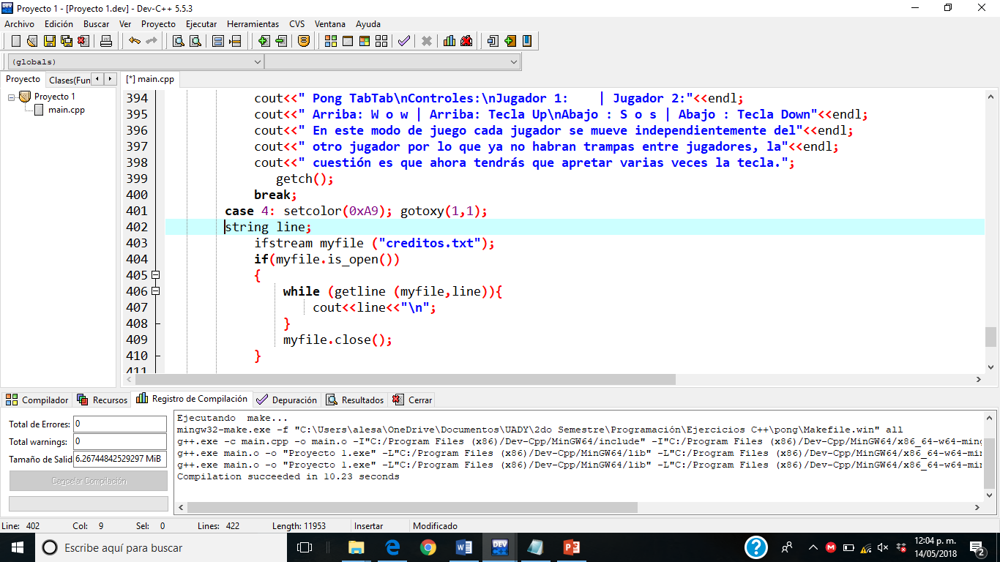 Proyecto 1 - [Proyecto 1.dev] - Dev-C++ 5.5.3
Archivo Edición Buscar Ver Proyecto Ejecutar Herramientas CVS Ventana Ayuda
(globals)
Proyecto Clases(Fun
[*] main.cpp
Proyecto 1
main.cpp
394 cout<<" Pong TabTab\nControles:\nJugador 1:    | Jugador 2:"<<endl;
395 cout<<" Arriba: W o w | Arriba: Tecla Up\nAbajo : S o s | Abajo : Tecla Down"<<endl;
396 cout<<" En este modo de juego cada jugador se mueve independientemente del"<<endl;
397 cout<<" otro jugador por lo que ya no habran trampas entre jugadores, la"<<endl;
398 cout<<" cuestión es que ahora tendrás que apretar varias veces la tecla.";
399 getch();
400 break;
401 case 4: setcolor(0xA9); gotoxy(1,1);
402 string line;
403 ifstream myfile ("creditos.txt");
404 if(myfile.is_open())
405 {
406 while (getline (myfile,line)){
407 cout<<line<<"\n";
408 }
409 myfile.close();
410 }
411
Compilador Recursos Registro de Compilación Depuración Resultados Cerrar
Total de Errores: 0
Total warnings: 0
Tamaño de Salid 6.26744842529297 MiB
Cancelar Compilación
Ejecutando  make...
mingw32-make.exe -f "C:\Users\alesa\OneDrive\Documentos\UADY\2do Semestre\Programación\Ejercicios C++\pong\Makefile.win" all
g++.exe -c main.cpp -o main.o -I"C:/Program Files (x86)/Dev-Cpp/MinGW64/include" -I"C:/Program Files (x86)/Dev-Cpp/MinGW64/x86_64-w64-ming
g++.exe main.o -o "Proyecto 1.exe" -L"C:/Program Files (x86)/Dev-Cpp/MinGW64/lib" -L"C:/Program Files (x86)/Dev-Cpp/MinGW64/x86_64-w64-min
g++.exe main.o -o "Proyecto 1.exe" -L"C:/Program Files (x86)/Dev-Cpp/MinGW64/lib" -L"C:/Program Files (x86)/Dev-Cpp/MinGW64/x86_64-w64-min
Compilation succeeded in 10.23 seconds
Line: 402 Col: 9 Sel: 0 Lines: 422 Length: 11953 Insertar Modificado
Escribe aquí para buscar
DEV
12:04 p. m.
14/05/2018
2